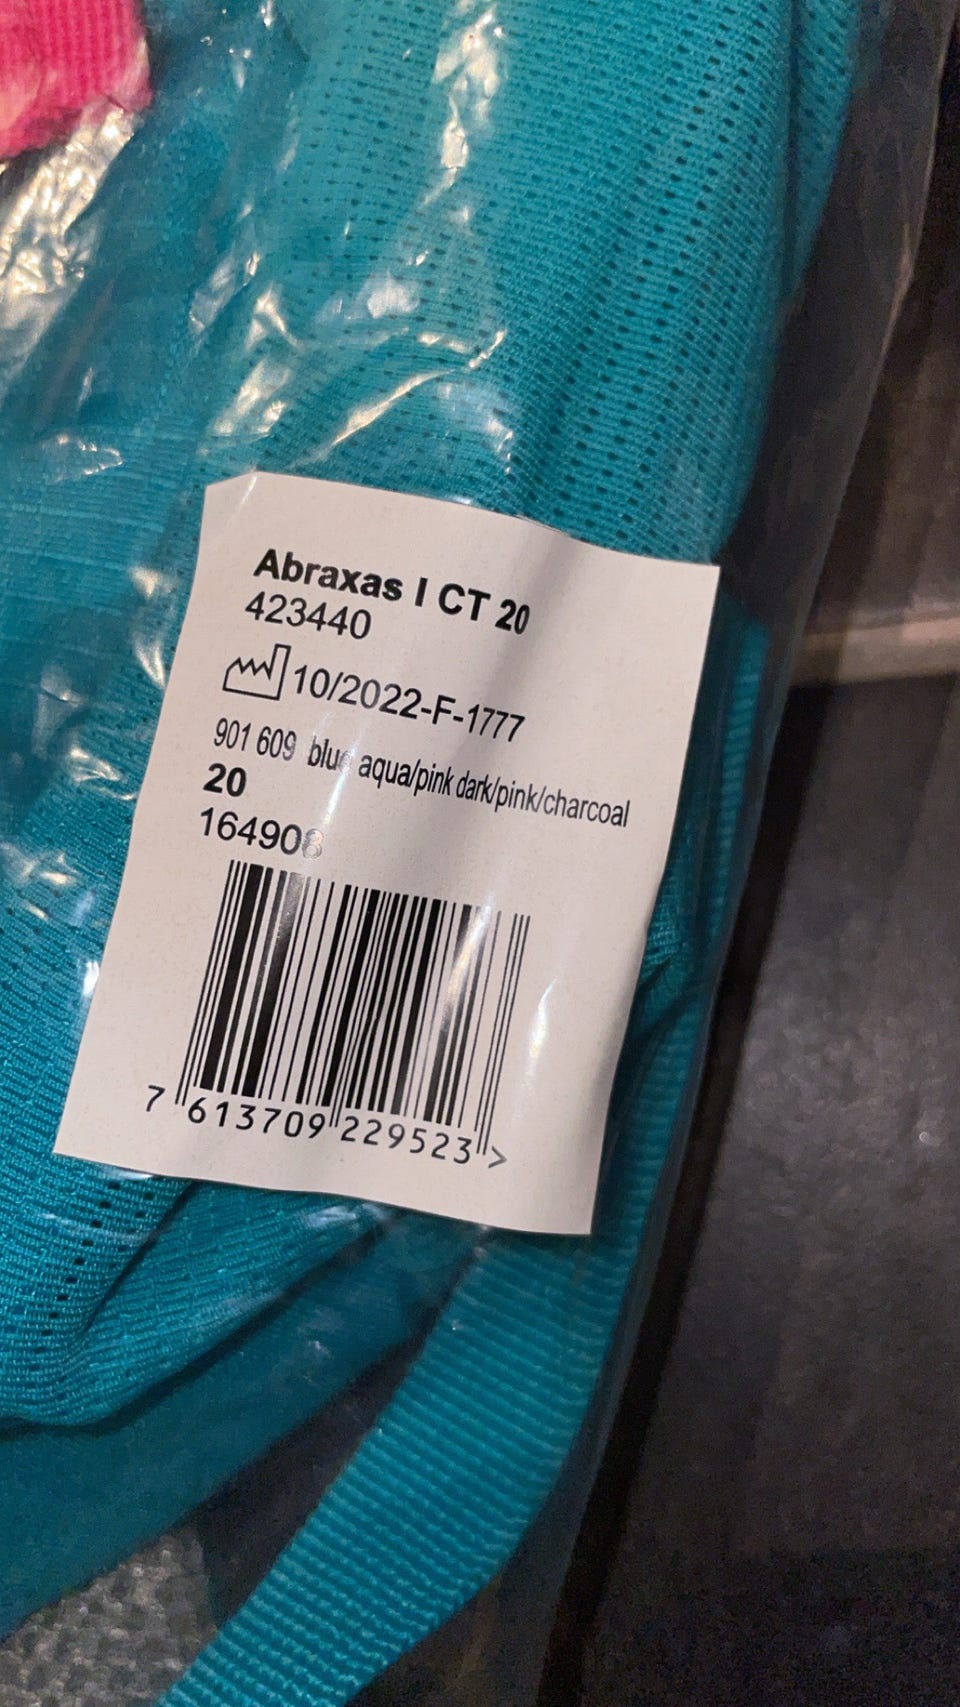 Abraxas I CT 20
423440
10/2022-F-1777
901 609 blue aqua/pink dark/pink/charcoal
20
164908
7 613709 229523 >